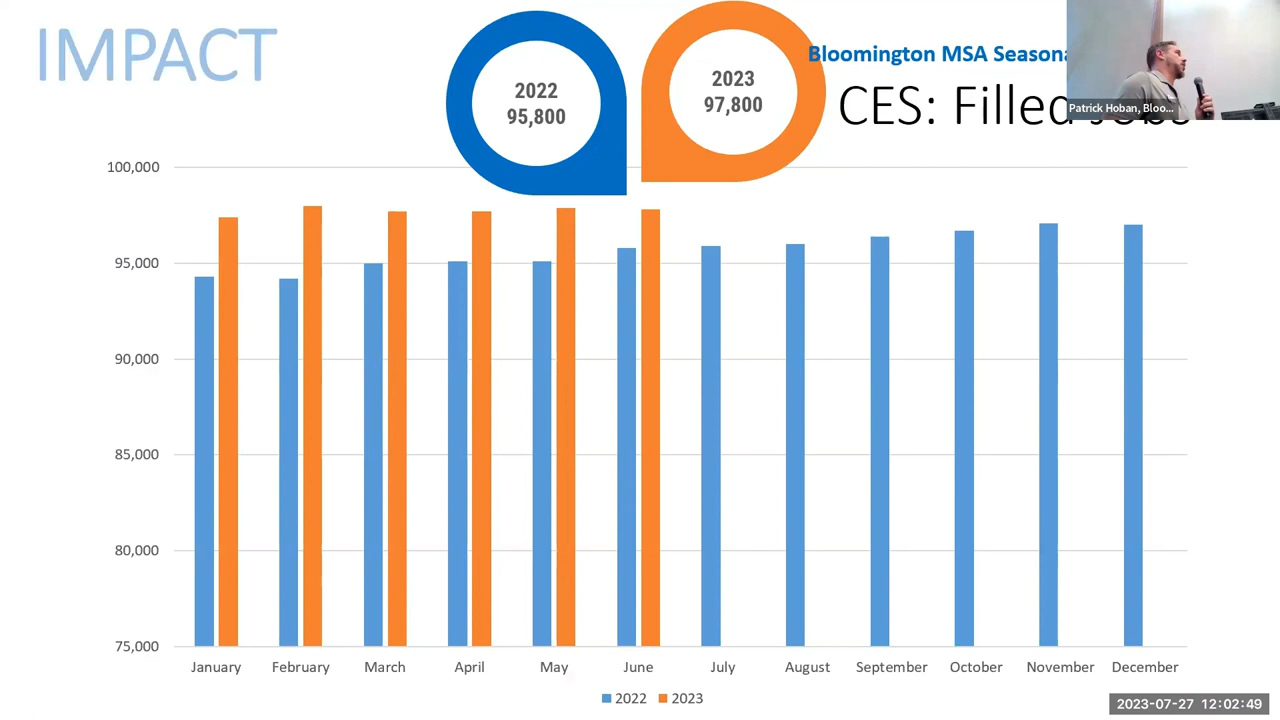 IMPACT
2022
95,800
2023
97,800
Bloomington MSA
CES: Filled
Patrick Hoban, Bloo...
100,000
95,000
90,000
85,000
80,000
75,000
January February March April May June July August September October November December
2022 2023
2023-07-27 12:02:49